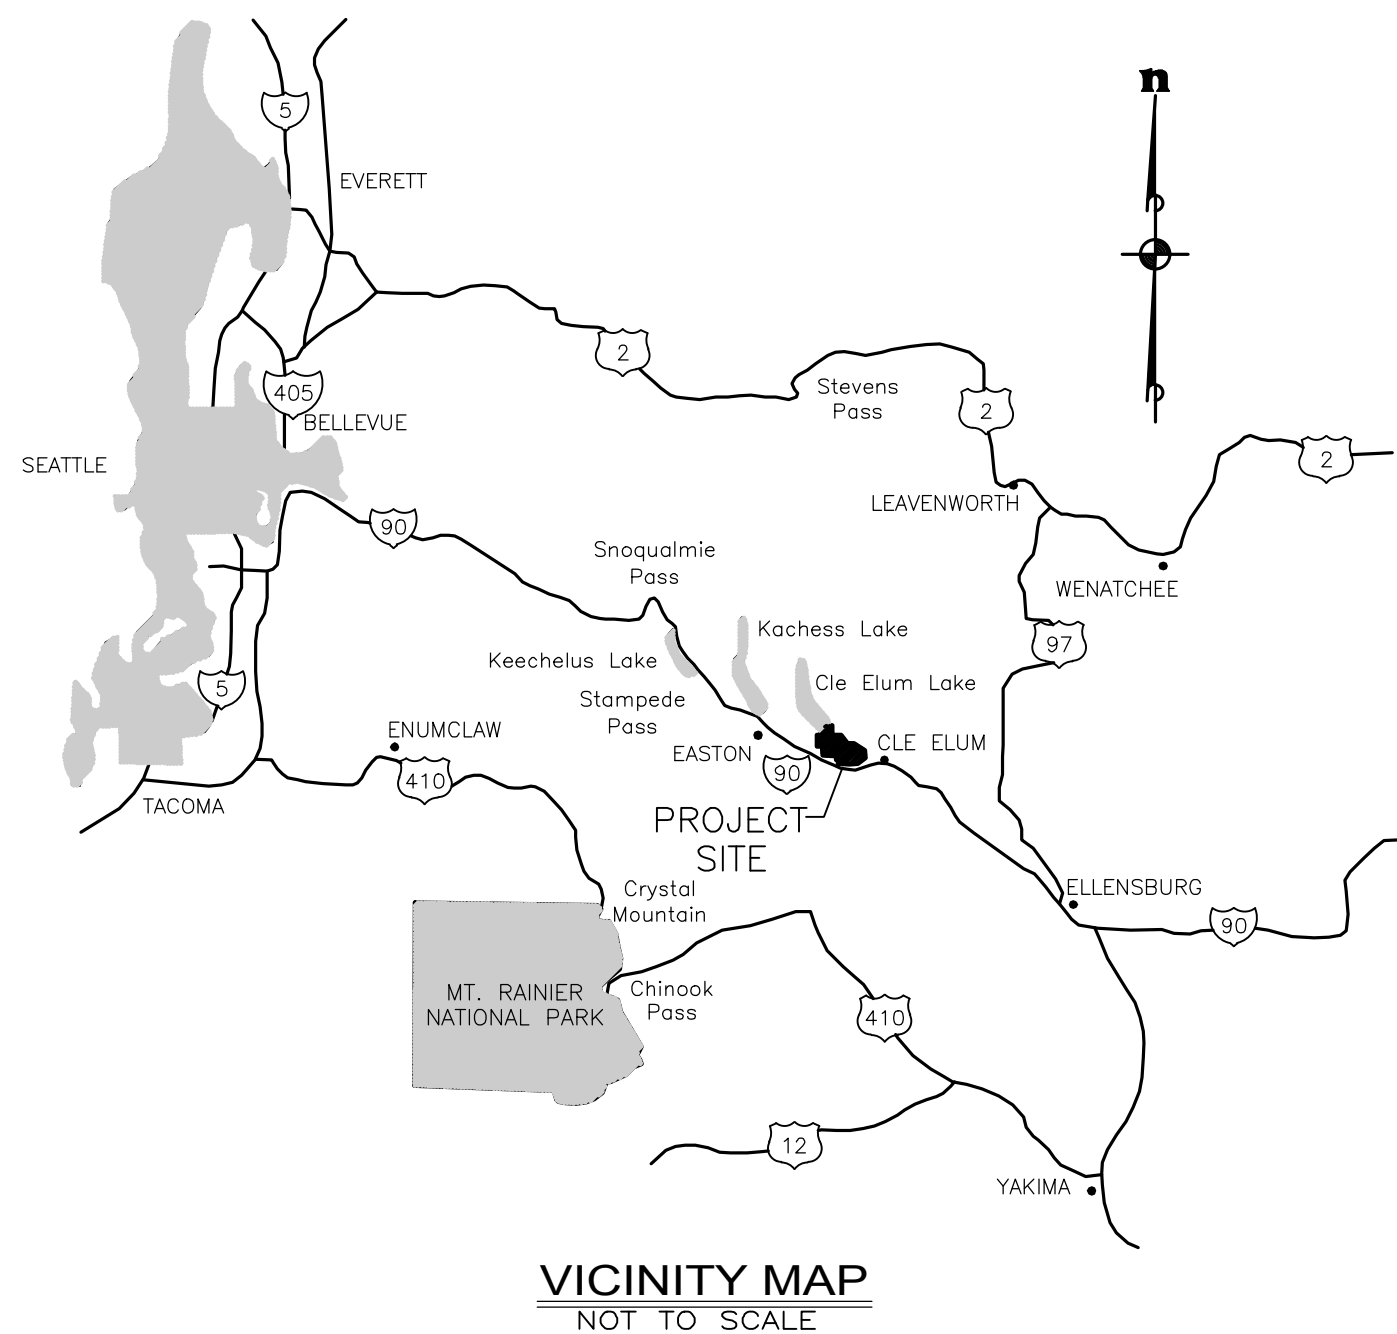 n
5
EVERETT
2
405
BELLEVUE
Stevens
Pass
2
2
SEATTLE
LEAVENWORTH
90
Snoqualmie
Pass
WENATCHEE
Kachess Lake
97
Keechelus Lake
Cle Elum Lake
5
Stampede
Pass
ENUMCLAW
EASTON
CLE ELUM
410
90
TACOMA
PROJECT
SITE
Crystal
Mountain
ELLENSBURG
90
MT. RAINIER
NATIONAL PARK
Chinook
Pass
410
12
YAKIMA
VICINITY MAP
NOT TO SCALE